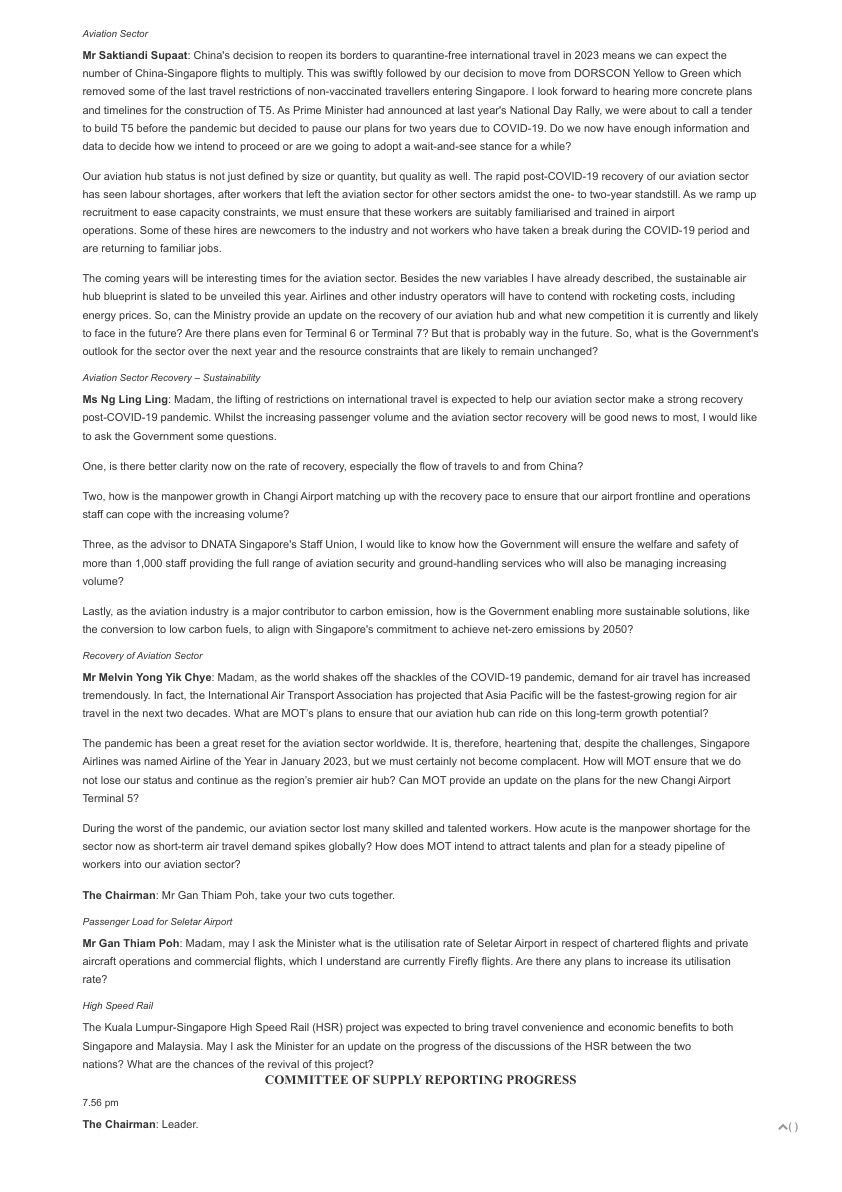 Aviation Sector
Mr Saktiandi Supaat: China's decision to reopen its borders to quarantine-free international travel in 2023 means we can expect the
number of China-Singapore flights to multiply. This was swiftly followed by our decision to move from DORSCON Yellow to Green which
removed some of the last travel restrictions of non-vaccinated travellers entering Singapore. I look forward to hearing more concrete plans
and timelines for the construction of T5. As Prime Minister had announced at last year's National Day Rally, we were about to call a tender
to build T5 before the pandemic but decided to pause our plans for two years due to COVID-19. Do we now have enough information and
data to decide how we intend to proceed or are we going to adopt a wait-and-see stance for a while?
Our aviation hub status is not just defined by size or quantity, but quality as well. The rapid post-COVID-19 recovery of our aviation sector
has seen labour shortages, after workers that left the aviation sector for other sectors amidst the one- to two-year standstill. As we ramp up
recruitment to ease capacity constraints, we must ensure that these workers are suitably familiarised and trained in airport
operations. Some of these hires are newcomers to the industry and not workers who have taken a break during the COVID-19 period and
are returning to familiar jobs.
The coming years will be interesting times for the aviation sector. Besides the new variables I have already described, the sustainable air
hub blueprint is slated to be unveiled this year. Airlines and other industry operators will have to contend with rocketing costs, including
energy prices. So, can the Ministry provide an update on the recovery of our aviation hub and what new competition it is currently and likely
to face in the future? Are there plans even for Terminal 6 or Terminal 7? But that is probably way in the future. So, what is the Government's
outlook for the sector over the next year and the resource constraints that are likely to remain unchanged?
Aviation Sector Recovery – Sustainability
Ms Ng Ling Ling: Madam, the lifting of restrictions on international travel is expected to help our aviation sector make a strong recovery
post-COVID-19 pandemic. Whilst the increasing passenger volume and the aviation sector recovery will be good news to most, I would like
to ask the Government some questions.
One, is there better clarity now on the rate of recovery, especially the flow of travels to and from China?
Two, how is the manpower growth in Changi Airport matching up with the recovery pace to ensure that our airport frontline and operations
staff can cope with the increasing volume?
Three, as the advisor to DNATA Singapore's Staff Union, I would like to know how the Government will ensure the welfare and safety of
more than 1,000 staff providing the full range of aviation security and ground-handling services who will also be managing increasing
volume?
Lastly, as the aviation industry is a major contributor to carbon emission, how is the Government enabling more sustainable solutions, like
the conversion to low carbon fuels, to align with Singapore's commitment to achieve net-zero emissions by 2050?
Recovery of Aviation Sector
Mr Melvin Yong Yik Chye: Madam, as the world shakes off the shackles of the COVID-19 pandemic, demand for air travel has increased
tremendously. In fact, the International Air Transport Association has projected that Asia Pacific will be the fastest-growing region for air
travel in the next two decades. What are MOT's plans to ensure that our aviation hub can ride on this long-term growth potential?
The pandemic has been a great reset for the aviation sector worldwide. It is, therefore, heartening that, despite the challenges, Singapore
Airlines was named Airline of the Year in January 2023, but we must certainly not become complacent. How will MOT ensure that we do
not lose our status and continue as the region's premier air hub? Can MOT provide an update on the plans for the new Changi Airport
Terminal 5?
During the worst of the pandemic, our aviation sector lost many skilled and talented workers. How acute is the manpower shortage for the
sector now as short-term air travel demand spikes globally? How does MOT intend to attract talents and plan for a steady pipeline of
workers into our aviation sector?
The Chairman: Mr Gan Thiam Poh, take your two cuts together.
Passenger Load for Seletar Airport
Mr Gan Thiam Poh: Madam, may I ask the Minister what is the utilisation rate of Seletar Airport in respect of chartered flights and private
aircraft operations and commercial flights, which I understand are currently Firefly flights. Are there any plans to increase its utilisation
rate?
High Speed Rail
The Kuala Lumpur-Singapore High Speed Rail (HSR) project was expected to bring travel convenience and economic benefits to both
Singapore and Malaysia. May I ask the Minister for an update on the progress of the discussions of the HSR between the two
nations? What are the chances of the revival of this project?
COMMITTEE OF SUPPLY REPORTING PROGRESS
7.56 pm
The Chairman: Leader.
( )